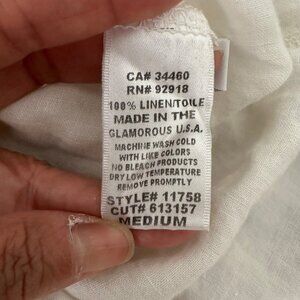 CA# 34460
RN# 92918
100% LINEN/TOILE
MADE IN THE
GLAMOROUS U.S.A.
MACHINE WASH COLD
WITH LIKE COLORS
NO BLEACH PRODUCTS
DRY LOW TEMPERATURE
REMOVE PROMPTLY
STYLE# 11758
CUT# 613157
MEDIUM